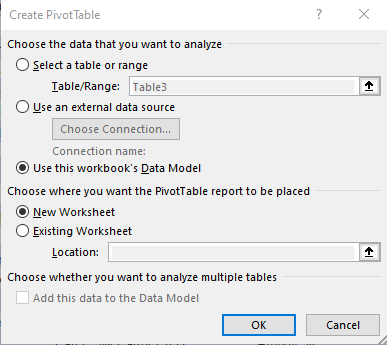 Create PivotTable
Choose the data that you want to analyze
Select a table or range
Table/Range: Table3
Use an external data source
Choose Connection...
Connection name:
Use this workbook's Data Model
Choose where you want the PivotTable report to be placed
New Worksheet
Existing Worksheet
Location:
Choose whether you want to analyze multiple tables
Add this data to the Data Model
OK Cancel